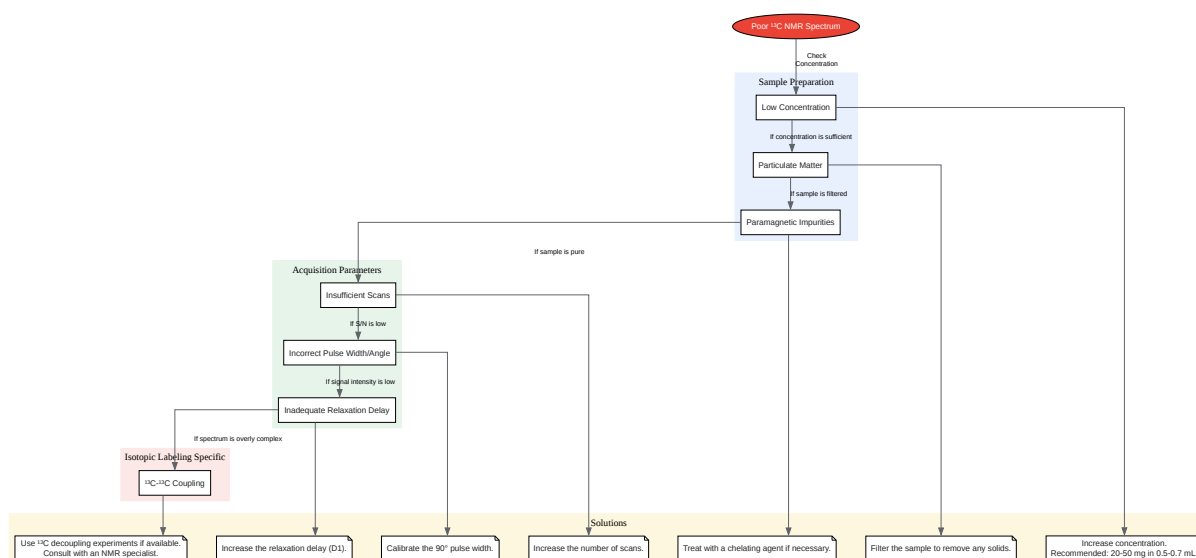 Poor ¹³C NMR Spectrum
Check
Concentration
Sample Preparation
Low Concentration
If concentration is sufficient
Particulate Matter
If sample is filtered
Paramagnetic Impurities
If sample is pure
Acquisition Parameters
Insufficient Scans
If S/N is low
Incorrect Pulse Width/Angle
If signal intensity is low
Inadequate Relaxation Delay
If spectrum is overly complex
Isotopic Labeling Specific
¹³C-¹³C Coupling
Solutions
Use ¹³C decoupling experiments if available.
Consult with an NMR specialist.
Increase the relaxation delay (D1).
Calibrate the 90° pulse width.
Increase the number of scans.
Treat with a chelating agent if necessary.
Filter the sample to remove any solids.
Increase concentration.
Recommended: 20-50 mg in 0.5-0.7 mL